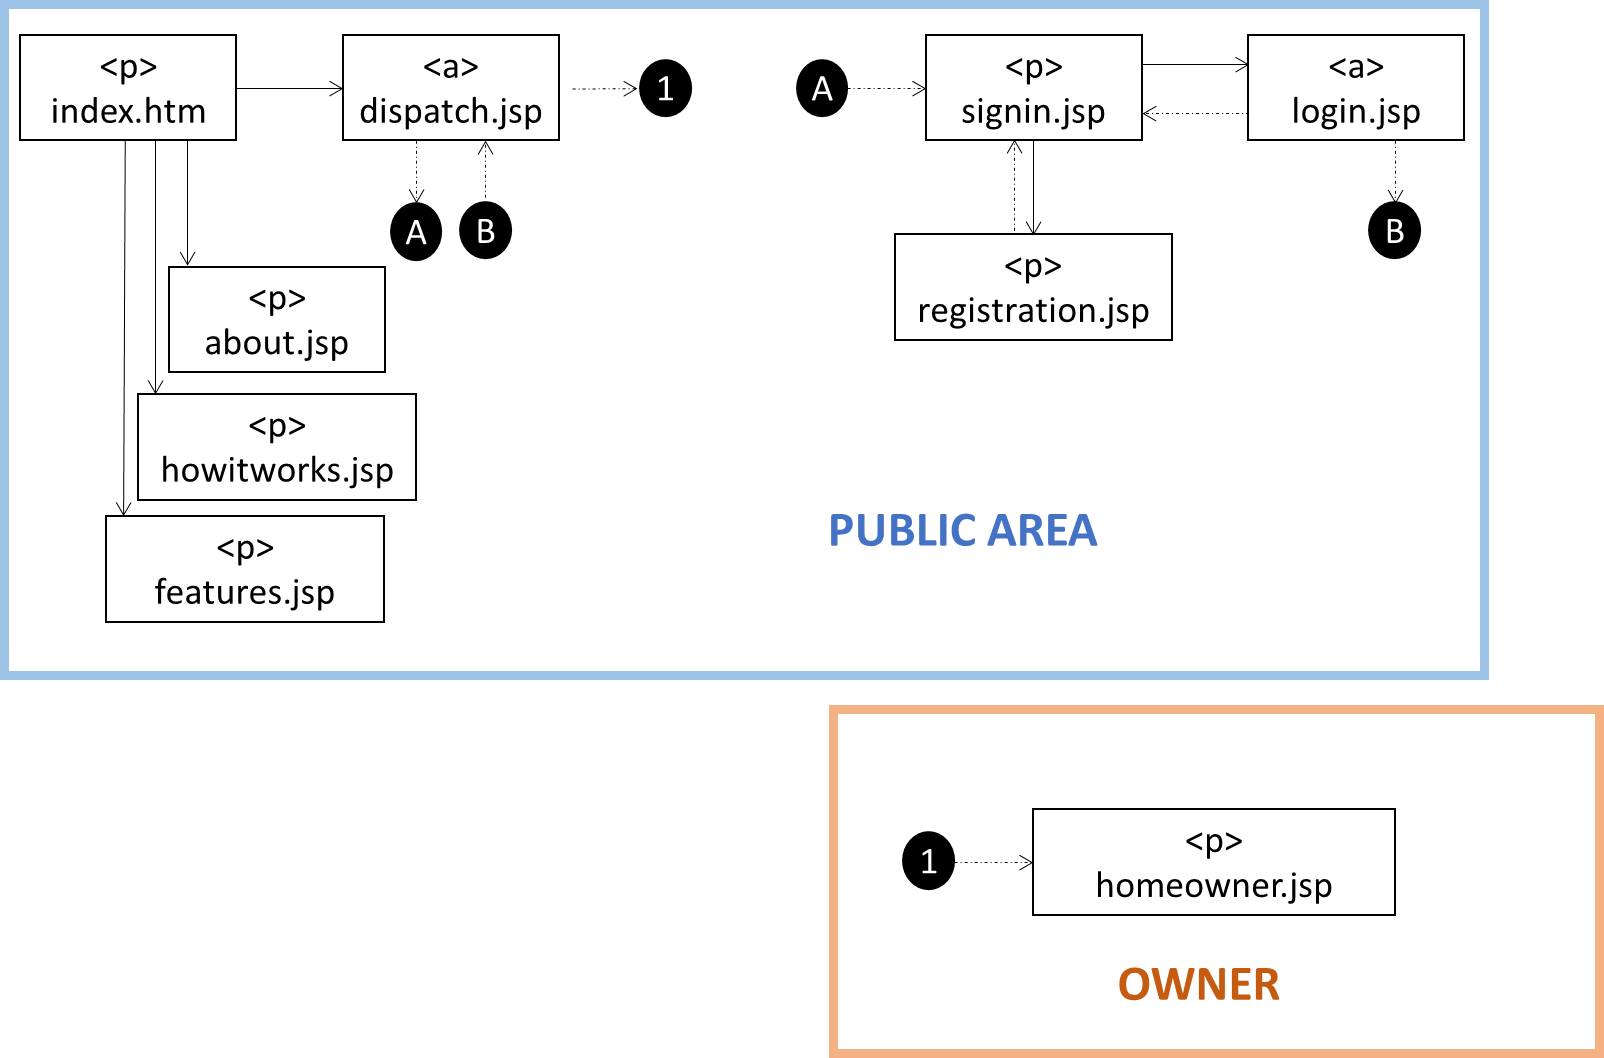 <p>
index.htm
<a>
dispatch.jsp
1
A
B
<p>
about.jsp
<p>
howitworks.jsp
<p>
features.jsp
A
<p>
signin.jsp
<a>
login.jsp
B
<p>
registration.jsp
PUBLIC AREA
1
<p>
homeowner.jsp
OWNER